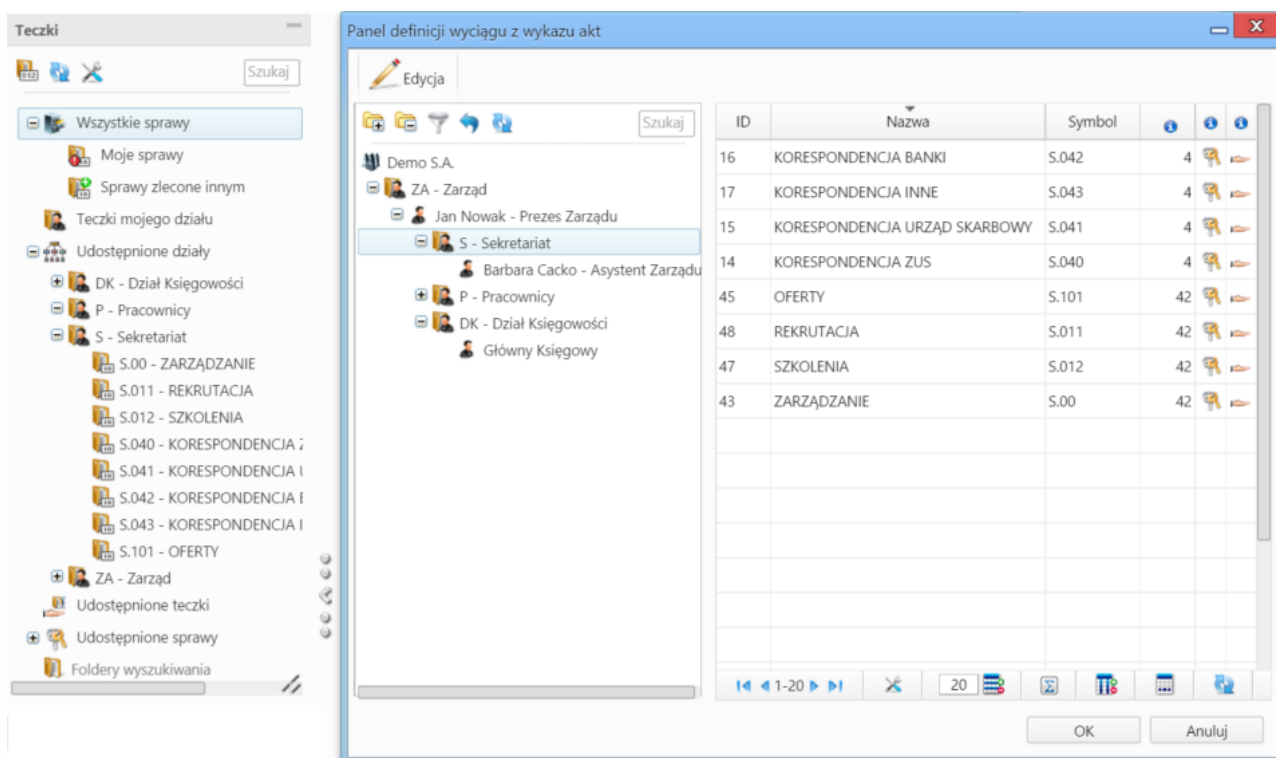 Teczki
Szukaj
Wszystkie sprawy
Moje sprawy
Sprawy zlecone innym
Teczki mojego działu
Udostępnione działy
DK - Dział Księgowości
P - Pracownicy
S - Sekretariat
S.00 - ZARZĄDZANIE
S.011 - REKRUTACJA
S.012 - SZKOLENIA
S.040 - KORESPONDENCJA Z
S.041 - KORESPONDENCJA U
S.042 - KORESPONDENCJA B
S.043 - KORESPONDENCJA I
S.101 - OFERTY
ZA - Zarząd
Udostępnione teczki
Udostępnione sprawy
Foldery wyszukiwania
Panel definicji wyciągu z wykazu akt
Edycja
Szukaj
Demo S.A.
ZA - Zarząd
Jan Nowak - Prezes Zarządu
S - Sekretariat
Barbara Cacko - Asystent Zarządu
P - Pracownicy
DK - Dział Księgowości
Główny Księgowy
ID Nazwa Symbol
16 KORESPONDENCJA BANKI S.042 4
17 KORESPONDENCJA INNE S.043 4
15 KORESPONDENCJA URZĄD SKARBOWY S.041 4
14 KORESPONDENCJA ZUS S.040 4
45 OFERTY S.101 42
48 REKRUTACJA S.011 42
47 SZKOLENIA S.012 42
43 ZARZĄDZANIE S.00 42
1-20 20
OK Anuluj